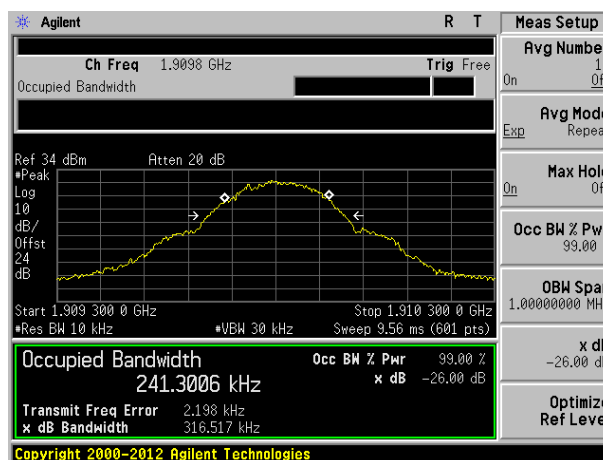 Agilent R T Meas Setup
Ch Freq 1.9098 GHz Trig Free
Occupied Bandwidth
Ref 34 dBm Atten 20 dB
#Peak
Log
10
dB/
Offst
24
dB
Start 1.909 300 0 GHz Stop 1.910 300 0 GHz
#Res BW 10 kHz #VBW 30 kHz Sweep 9.56 ms (601 pts)
Occupied Bandwidth Occ BW % Pwr 99.00 %
241.3006 kHz x dB -26.00 dB
Transmit Freq Error 2.198 kHz
x dB Bandwidth 316.517 kHz
Copyright 2000-2012 Agilent Technologies
Avg
On
Avg
Exp
Max
On
Occ BW % Pw
99.00
OBW
1.00000000 MH
x d
-26.00 d
Ref